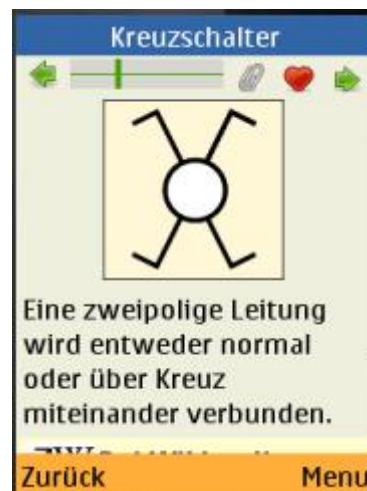 Kreuzschalter
Eine zweipolige Leitung
wird entweder normal
oder über Kreuz
miteinander verbunden.
Zurück
Menu